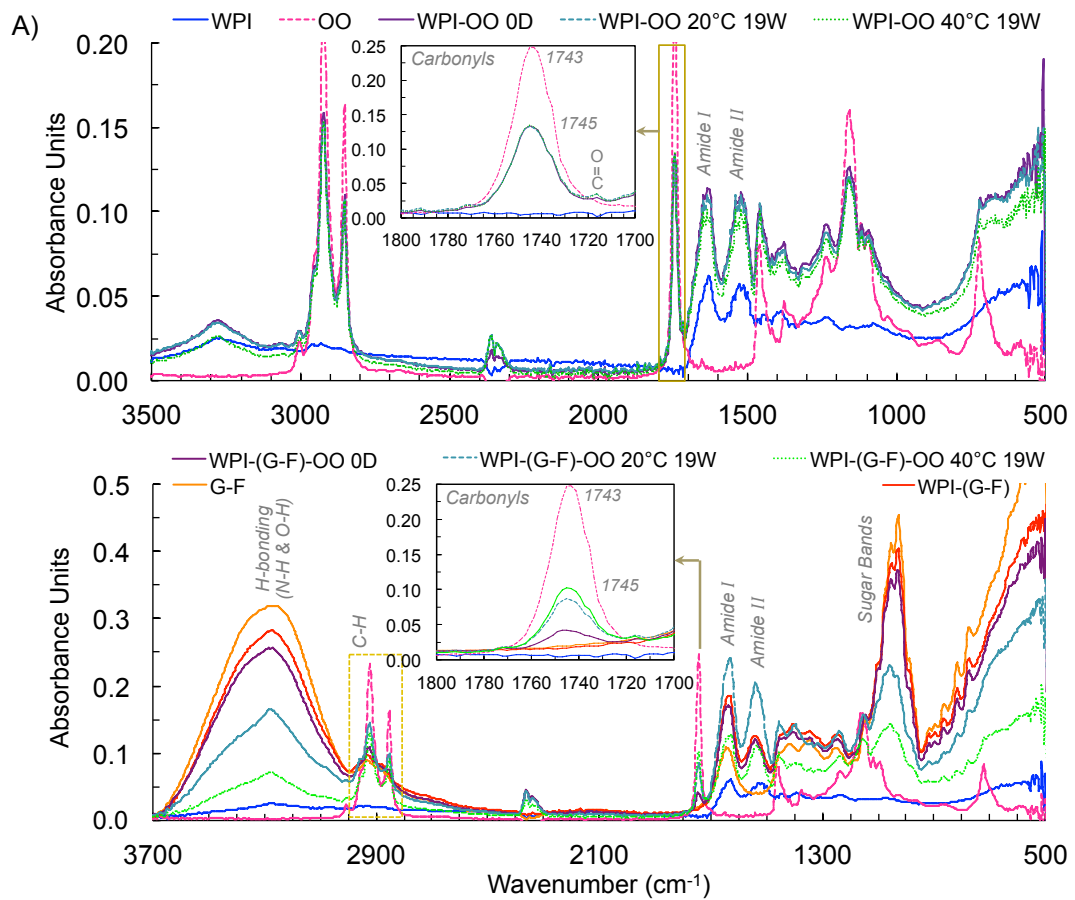 A)
WPI OO WPI-OO 0D WPI-OO 20°C 19W WPI-OO 40°C 19W
Absorbance Units
0.20
0.15
0.10
0.05
0.00
3500 3000 2500 2000 1500 1000 500
Carbonyls
0.25
0.20
0.15
0.10
0.05
0.00
1800 1780 1760 1740 1720 1700
1743
1745
O
=
C
Amide I
Amide II
WPI-(G-F)-OO 0D WPI-(G-F)-OO 20°C 19W WPI-(G-F)-OO 40°C 19W
G-F WPI-(G-F)
Absorbance Units
0.5
0.4
0.3
0.2
0.1
0.0
H-bonding
(N-H & O-H)
C-H
Carbonyls
0.25
0.20
0.15
0.10
0.05
0.00
1800 1780 1760 1740 1720 1700
1743
1745
Amide I
Amide II
Sugar Bands
3700 2900 2100 1300 500
Wavenumber (cm-1)